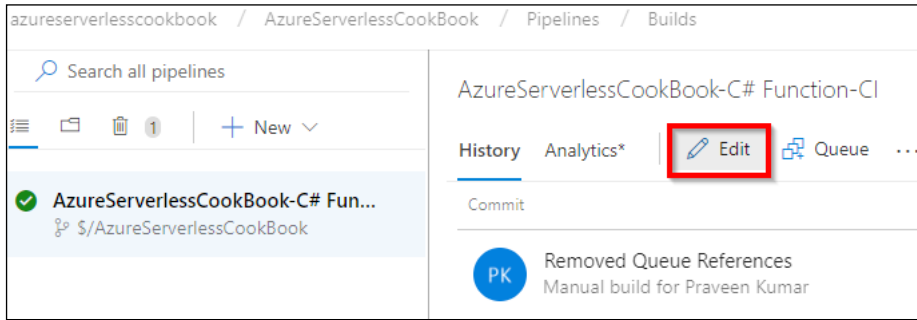 azureserverlesscookbook / AzureServerlessCookBook / Pipelines / Builds
Search all pipelines
1 + New
AzureServerlessCookBook-C# Fun...
$/AzureServerlessCookBook
AzureServerlessCookBook-C# Function-CI
History Analytics* Edit Queue ...
Commit
PK
Removed Queue References
Manual build for Praveen Kumar